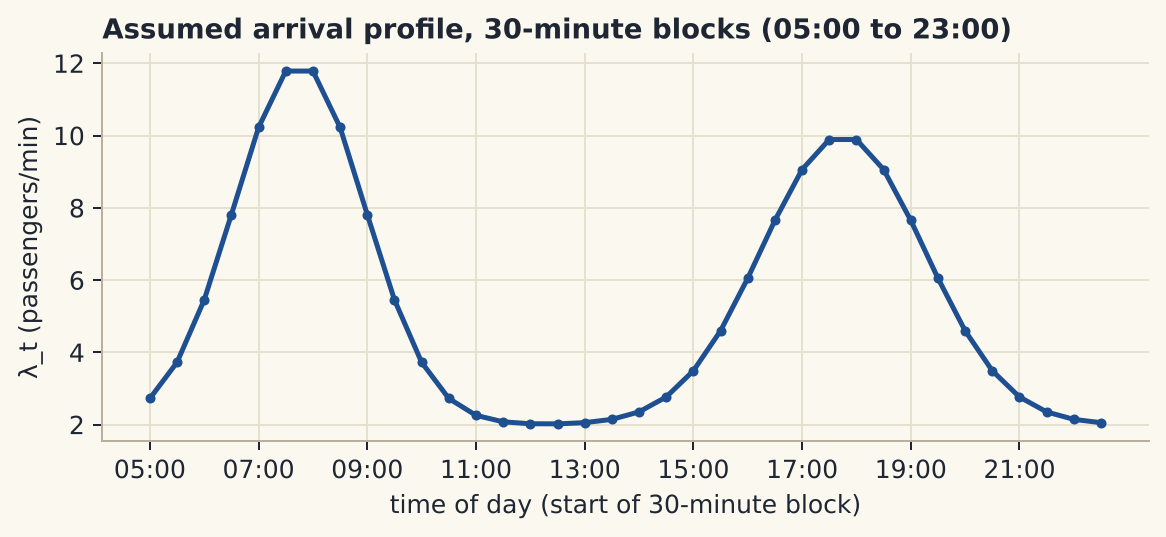 Assumed arrival profile, 30-minute blocks (05:00 to 23:00)
λ_t (passengers/min)
12
10
8
6
4
2
05:00 07:00 09:00 11:00 13:00 15:00 17:00 19:00 21:00
time of day (start of 30-minute block)